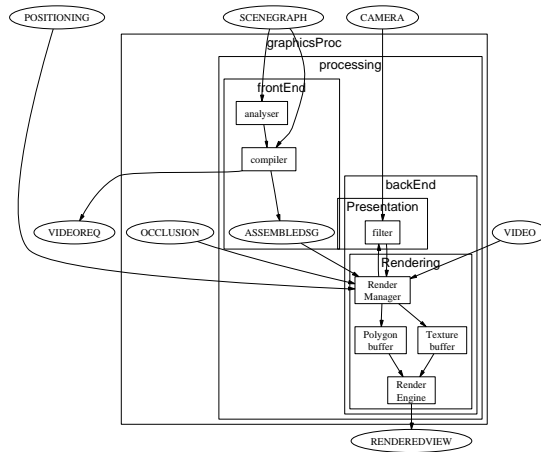 POSITIONING
SCENEGRAPH
CAMERA
graphicsProc
processing
frontEnd
analyser
compiler
backEnd
Presentation
VIDEOREQ
OCCLUSION
ASSEMBLEDSG
filter
VIDEO
Rendering
Render
Manager
Polygon
buffer
Texture
buffer
Render
Engine
RENDEREDVIEW